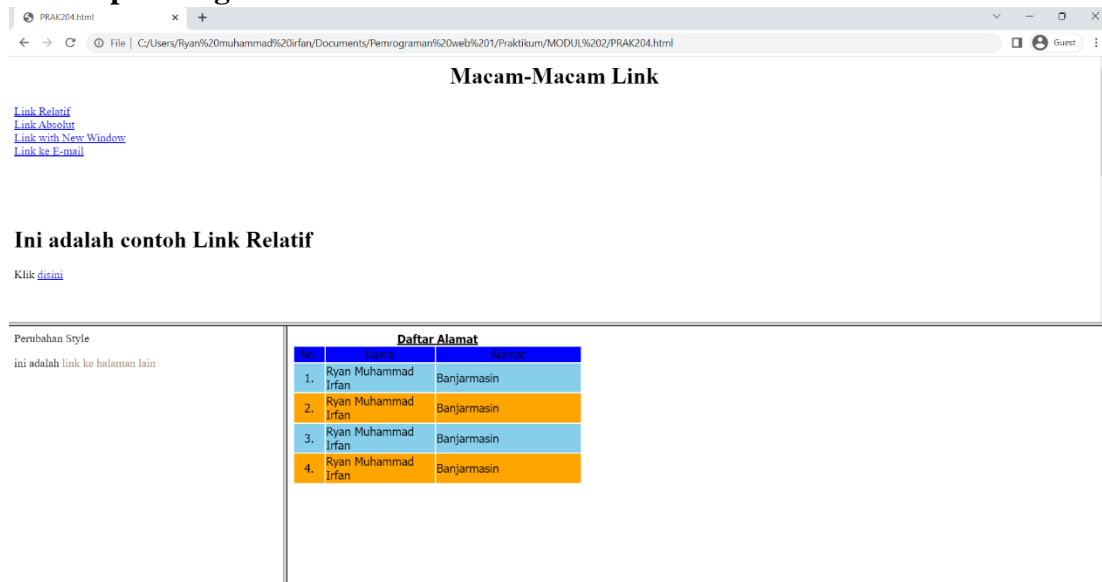 PRAK204.html
File | C:/Users/Ryan%20muhammad%20irfan/Documents/Pemrograman%20web%201/Praktikum/MODUL%202/PRAK204.html
Guest
Macam-Macam Link
Link Relatif
Link Absolut
Link with New Window
Link ke E-mail
Ini adalah contoh Link Relatif
Klik disini
Perubahan Style
ini adalah link ke halaman lain
Daftar Alamat
No. Nama Alamat
1. Ryan Muhammad Irfan Banjarmasin
2. Ryan Muhammad Irfan Banjarmasin
3. Ryan Muhammad Irfan Banjarmasin
4. Ryan Muhammad Irfan Banjarmasin